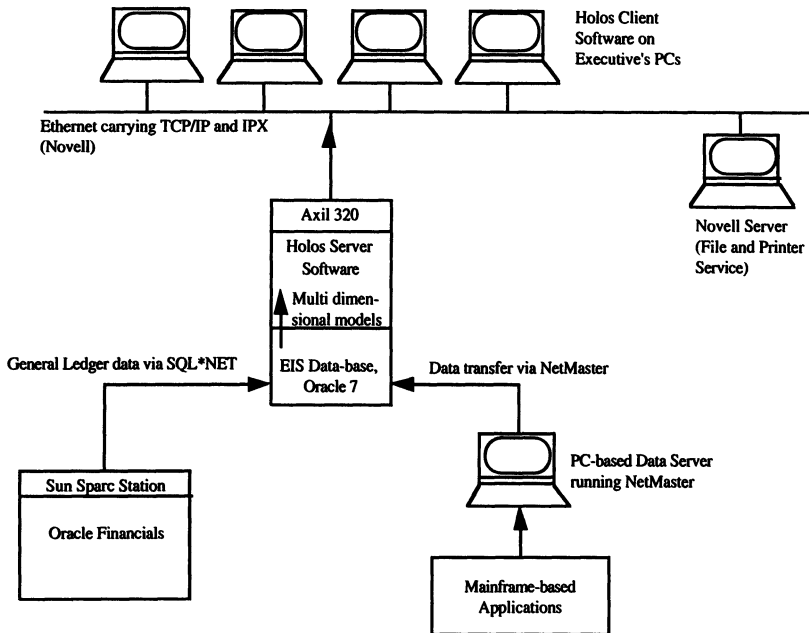 Holos Client
Software on
Executive's PCs
Ethernet carrying TCP/IP and IPX
(Novell)
Axil 320
Holos Server
Software
Multi dimen-
sional models
EIS Data-base,
Oracle 7
Novell Server
(File and Printer
Service)
General Ledger data via SQL*NET
Data transfer via NetMaster
Sun Sparc Station
Oracle Financials
PC-based Data Server
running NetMaster
Mainframe-based
Applications